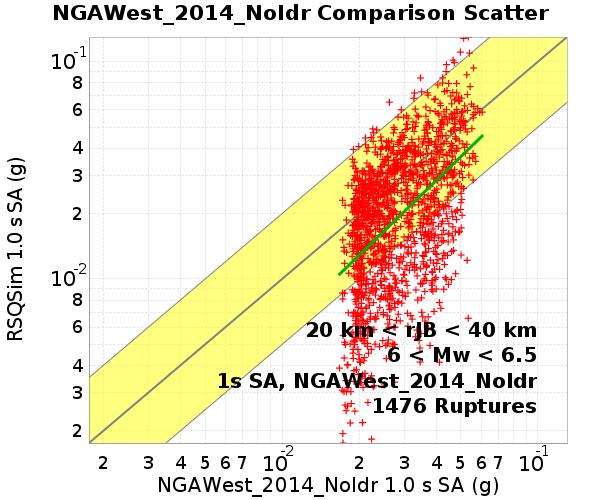 NGAWest_2014_NoIdr Comparison Scatter
RSQSim 1.0 s SA (g)
10-1
8
6
4
3
2
10-2
8
6
4
3
2
20 km < rJB < 40 km
6 < Mw < 6.5
1s SA, NGAWest_2014_NoIdr
1476 Ruptures
2 3 4 5 6 7 10-2 2 3 4 5 6 7 10-1
NGAWest_2014_NoIdr 1.0 s SA (g)